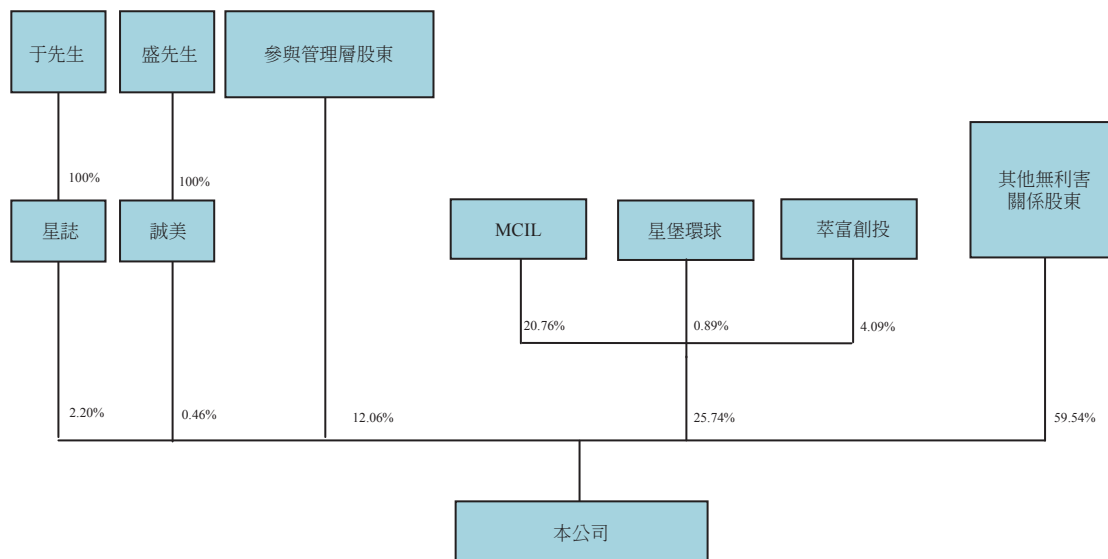 于先生
盛先生
參與管理層股東
100%
100%
其他無利害
關係股東
星誌
誠美
MCIL
星堡環球
萃富創投
20.76%
0.89%
4.09%
2.20%
0.46%
12.06%
25.74%
59.54%
本公司